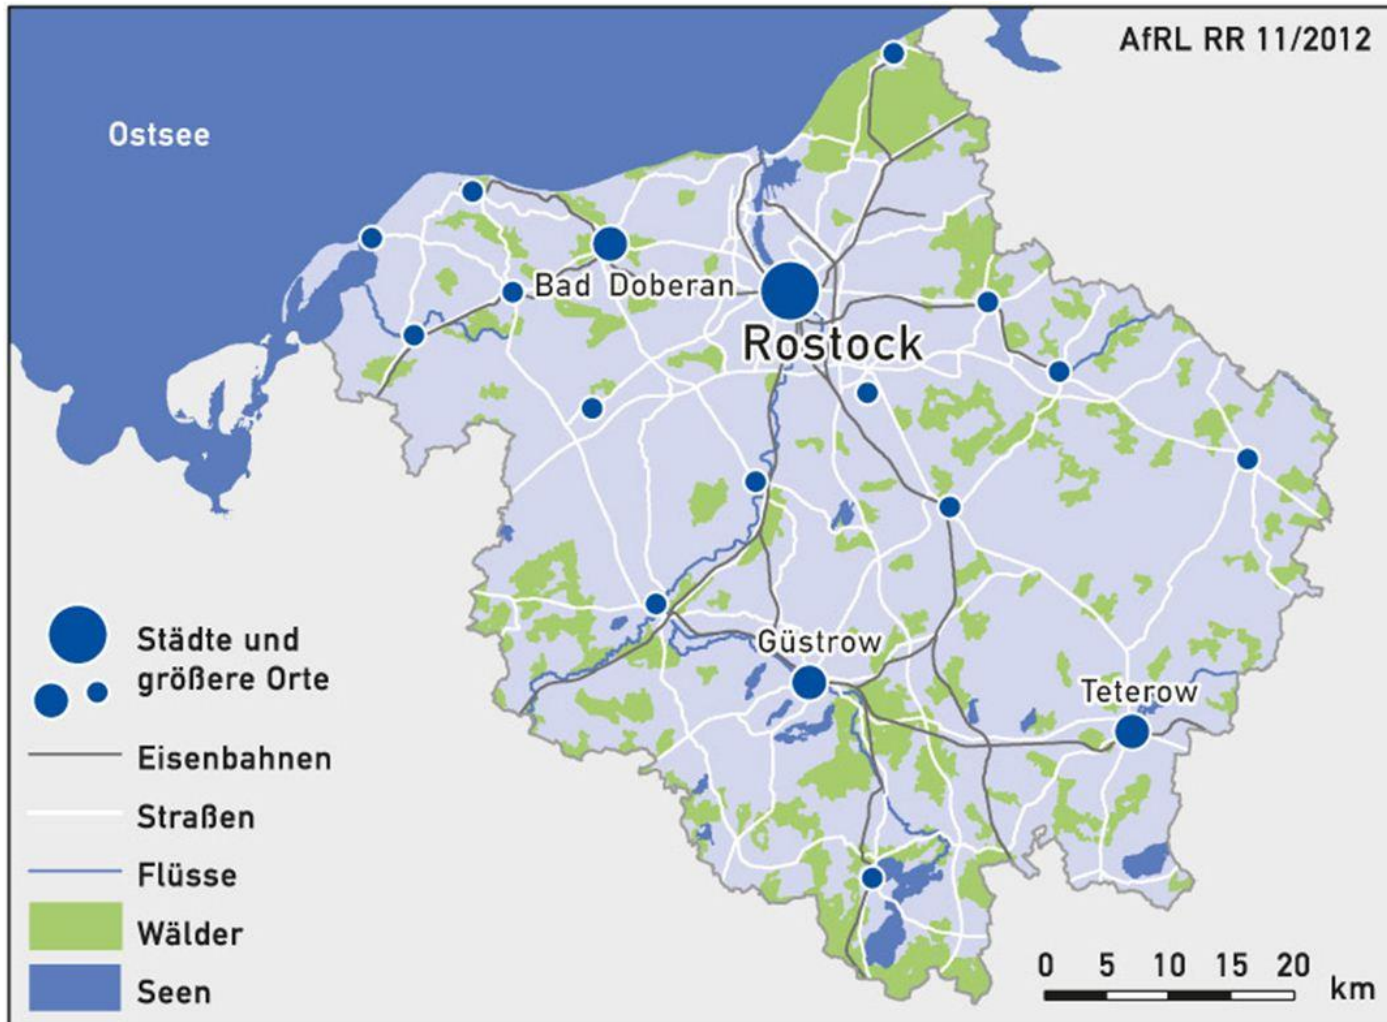 AfRL RR 11/2012
Ostsee
Bad Doberan
Rostock
Güstrow
Teterow
Städte und
größere Orte
Eisenbahnen
Straßen
Flüsse
Wälder
Seen
0 5 10 15 20
km